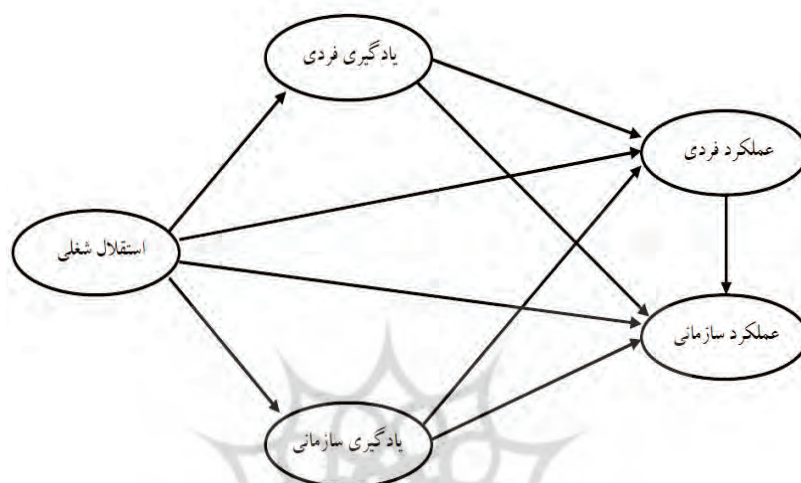 یادگیری فردی
عملکرد فردی
استقلال شغلی
عملکرد سازمانی
یادگیری سازمانی